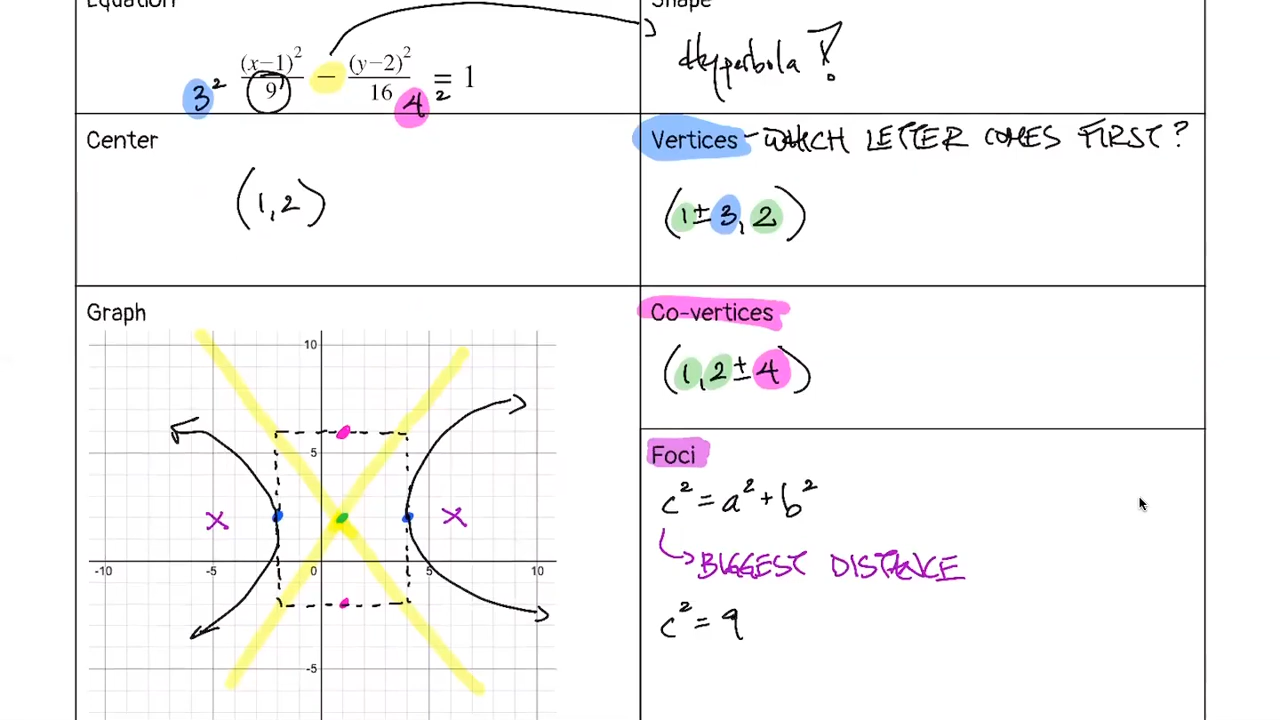 Equation
Shape
(x−1)²/9 − (y−2)²/16 = 1
3²
4²
Hyperbola!
Center
(1,2)
Vertices - WHICH LETTER COMES FIRST?
(1±3, 2)
Graph
10
5
-10 -5 0 5 10
-5
x x
Co-vertices
(1, 2±4)
Foci
c² = a² + b²
BIGGEST DISTANCE
c² = 9